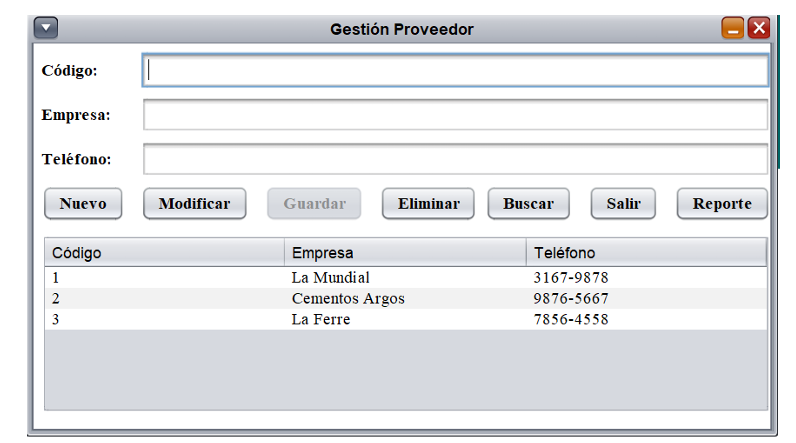 Gestión Proveedor
Código:
Empresa:
Teléfono:
Nuevo Modificar Guardar Eliminar Buscar Salir Reporte
Código Empresa Teléfono
1 La Mundial 3167-9878
2 Cementos Argos 9876-5667
3 La Ferre 7856-4558